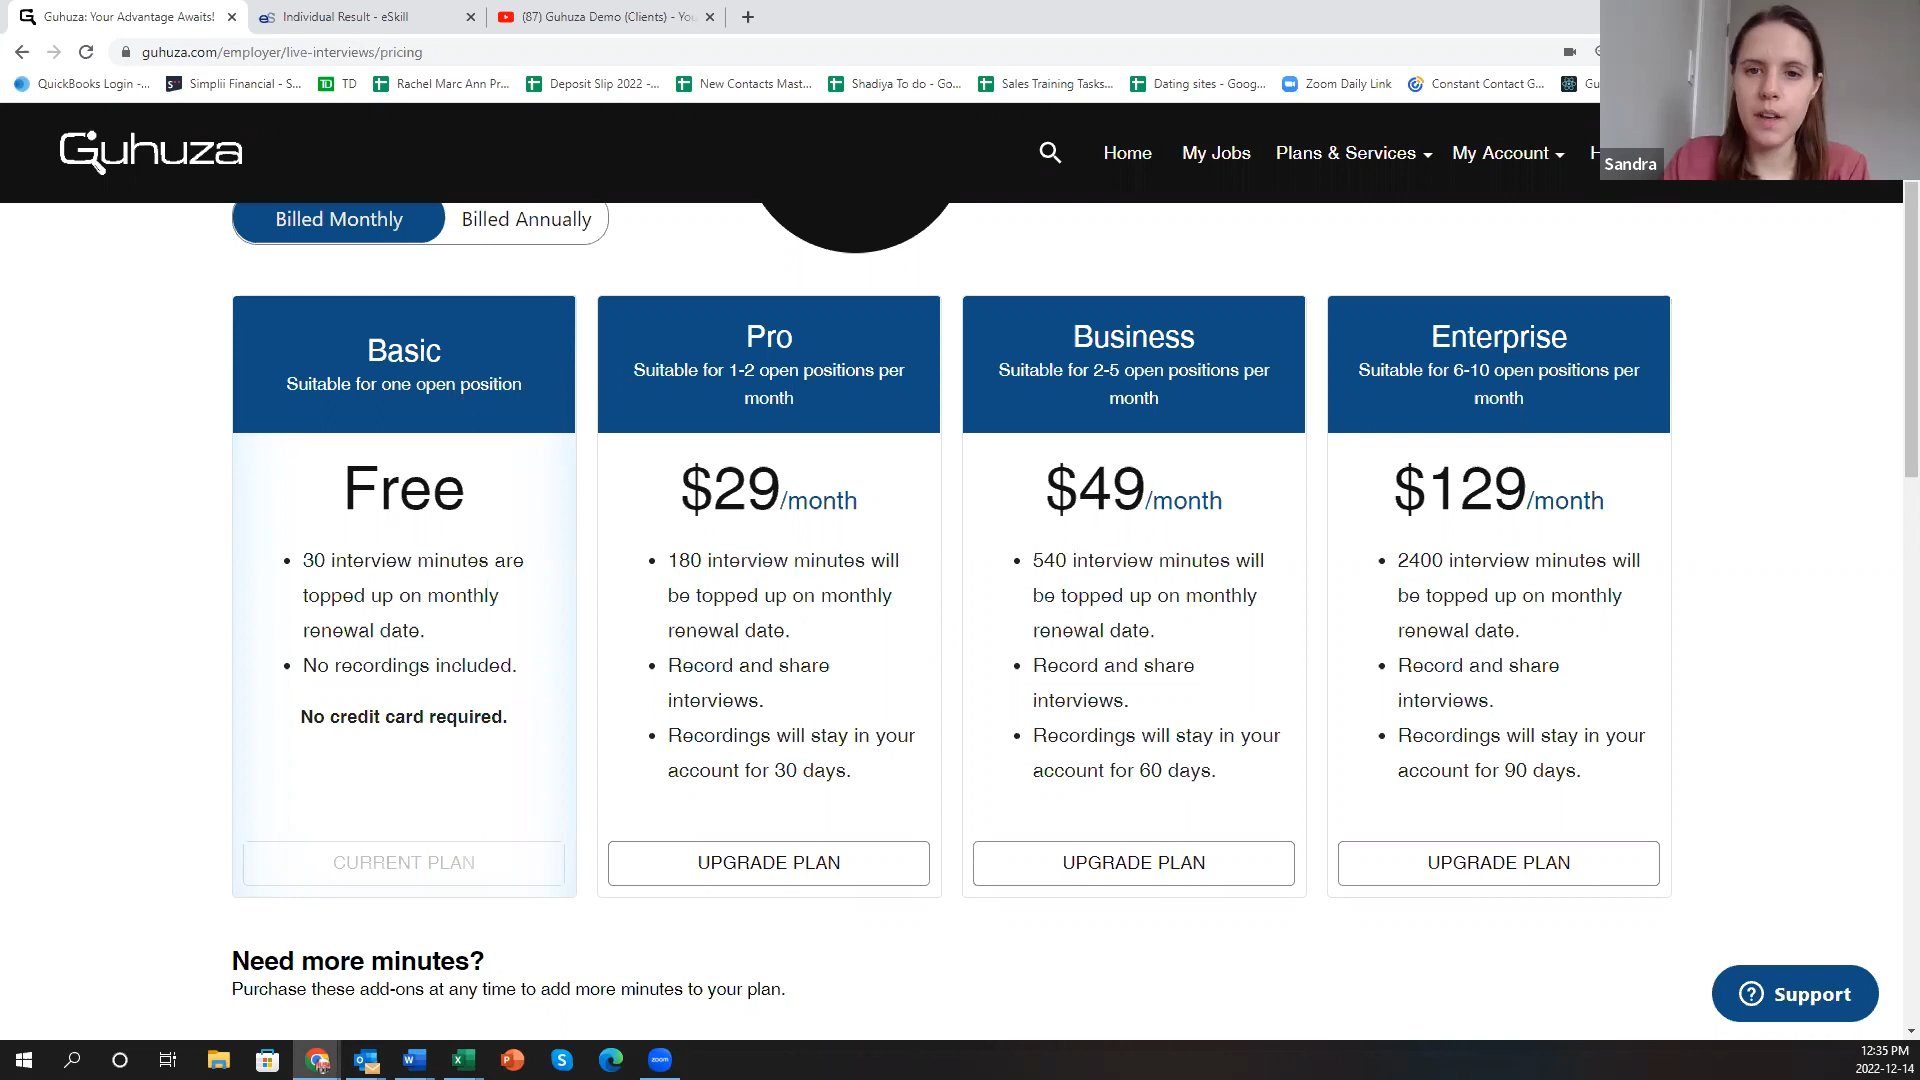 Guhuza: Your Advantage Awaits!
Individual Result - eSkill
(87) Guhuza Demo (Clients) - You
guhuza.com/employer/live-interviews/pricing
QuickBooks Login -...
Simplii Financial - S...
TD
Rachel Marc Ann Pr...
Deposit Slip 2022 -...
New Contacts Mast...
Shadiya To do - Go...
Sales Training Tasks...
Dating sites - Goog...
Zoom Daily Link
Constant Contact G...
Gu
Guhuza
Home
My Jobs
Plans & Services
My Account
H
Sandra
Billed Monthly
Billed Annually
Basic
Suitable for one open position
Free
30 interview minutes are
topped up on monthly
renewal date.
No recordings included.
No credit card required.
CURRENT PLAN
Pro
Suitable for 1-2 open positions per
month
$29/month
180 interview minutes will
be topped up on monthly
renewal date.
Record and share
interviews.
Recordings will stay in your
account for 30 days.
UPGRADE PLAN
Business
Suitable for 2-5 open positions per
month
$49/month
540 interview minutes will
be topped up on monthly
renewal date.
Record and share
interviews.
Recordings will stay in your
account for 60 days.
UPGRADE PLAN
Enterprise
Suitable for 6-10 open positions per
month
$129/month
2400 interview minutes will
be topped up on monthly
renewal date.
Record and share
interviews.
Recordings will stay in your
account for 90 days.
UPGRADE PLAN
Need more minutes?
Purchase these add-ons at any time to add more minutes to your plan.
Support
12:35 PM
2022-12-14